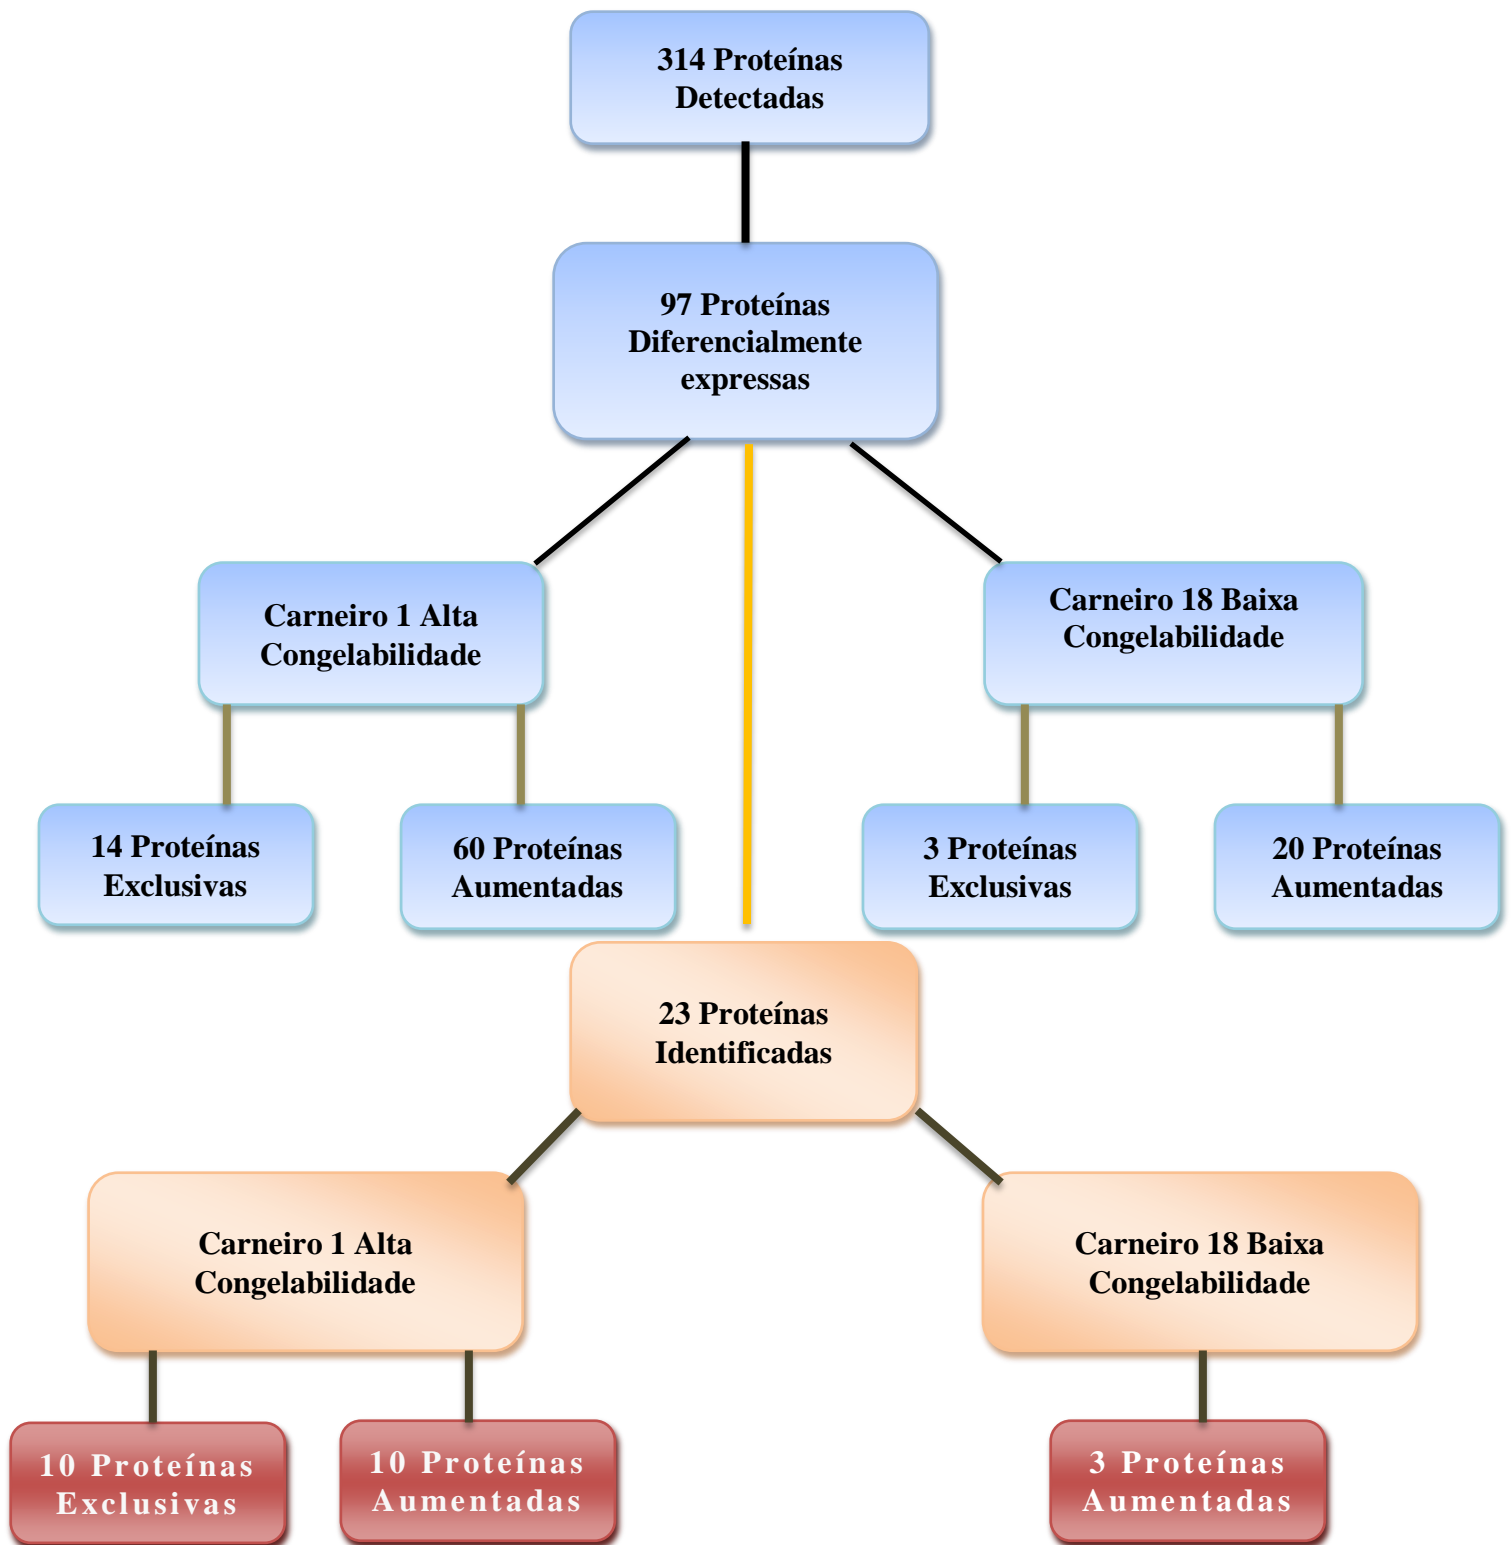 314 Proteínas
Detectadas
97 Proteínas
Diferencialmente
expressas
Carneiro 1 Alta
Congelabilidade
Carneiro 18 Baixa
Congelabilidade
14 Proteínas
Exclusivas
60 Proteínas
Aumentadas
3 Proteínas
Exclusivas
20 Proteínas
Aumentadas
23 Proteínas
Identificadas
Carneiro 1 Alta
Congelabilidade
Carneiro 18 Baixa
Congelabilidade
10 Proteínas
Exclusivas
10 Proteínas
Aumentadas
3 Proteínas
Aumentadas